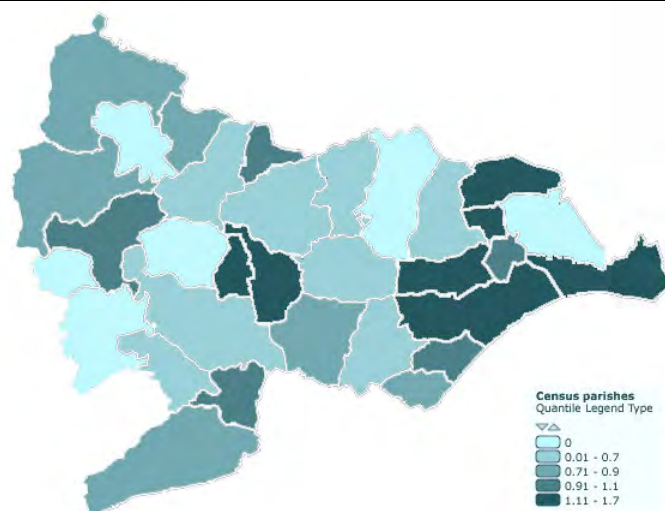 Census parishes
Quantile Legend Type
0
0.01 - 0.7
0.71 - 0.9
0.91 - 1.1
1.11 - 1.7